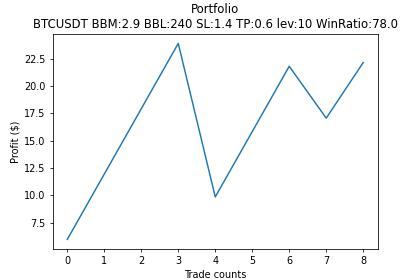 Portfolio
BTCUSDT BBM:2.9 BBL:240 SL:1.4 TP:0.6 lev:10 WinRatio:78.0
22.5
20.0
17.5
15.0
12.5
10.0
7.5
Profit ($)
0 1 2 3 4 5 6 7 8
Trade counts